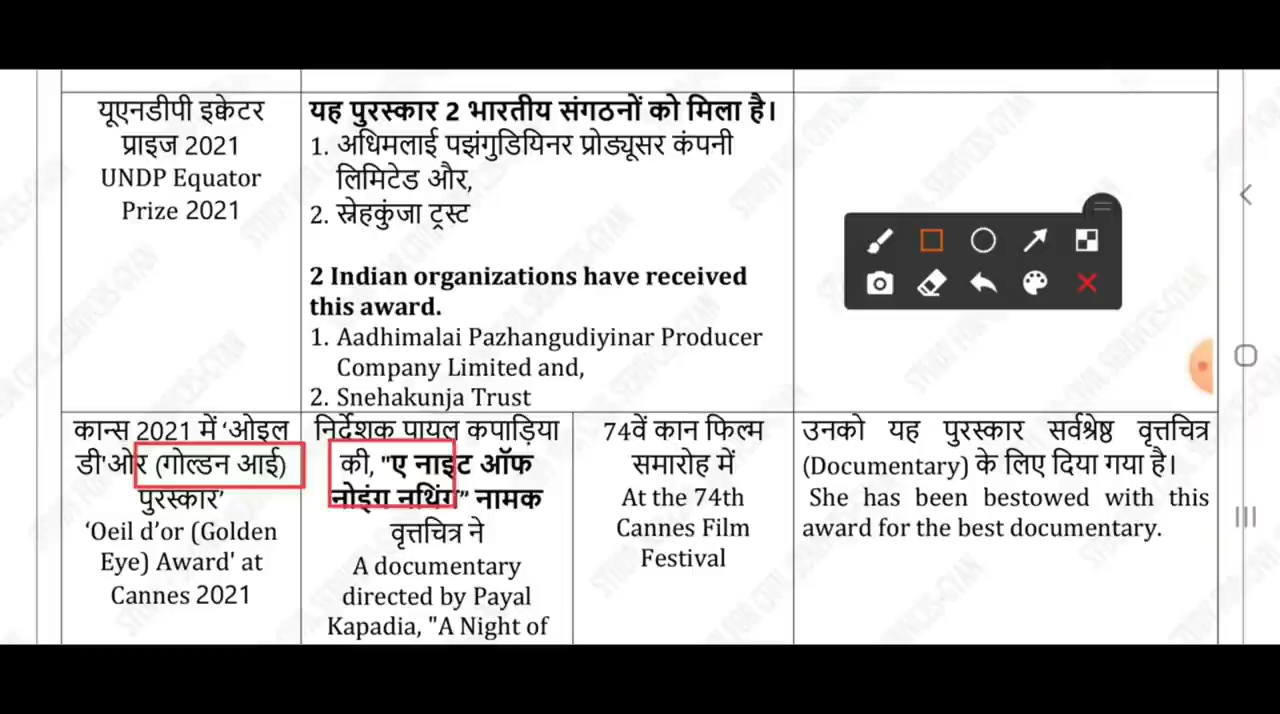 यूएनडीपी इक्वेटर
प्राइज 2021
UNDP Equator
Prize 2021
यह पुरस्कार 2 भारतीय संगठनों को मिला है।
1. अधिमलाई पझंगुडियिनर प्रोड्यूसर कंपनी
लिमिटेड और,
2. स्नेहकुंजा ट्रस्ट
2 Indian organizations have received
this award.
1. Aadhimalai Pazhangudiyinar Producer
Company Limited and,
2. Snehakunja Trust
कान्स 2021 में ‘ओइल
डी'ओर (गोल्डन आई)
पुरस्कार’
‘Oeil d’or (Golden
Eye) Award' at
Cannes 2021
निर्देशक पायल कपाड़िया
की, "ए नाइट ऑफ
नोइंग नथिंग" नामक
वृत्तचित्र ने
A documentary
directed by Payal
Kapadia, "A Night of
74वें कान फिल्म
समारोह में
At the 74th
Cannes Film
Festival
उनको यह पुरस्कार सर्वश्रेष्ठ वृत्तचित्र
(Documentary) के लिए दिया गया है।
She has been bestowed with this
award for the best documentary.